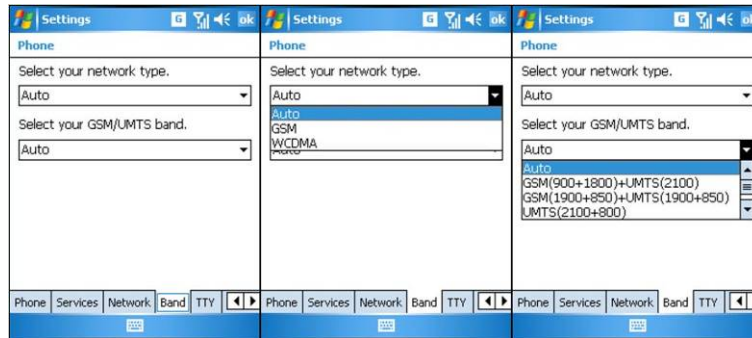 Settings G ok
Phone
Select your network type.
Auto
Select your GSM/UMTS band.
Auto
Phone Services Network Band TTY
Settings G ok
Phone
Select your network type.
Auto
Auto
GSM
WCDMA
Auto
Phone Services Network Band TTY
Settings G ok
Phone
Select your network type.
Auto
Select your GSM/UMTS band.
Auto
Auto
GSM(900+1800)+UMTS(2100)
GSM(1900+850)+UMTS(1900+850)
UMTS(2100+800)
Phone Services Network Band TTY